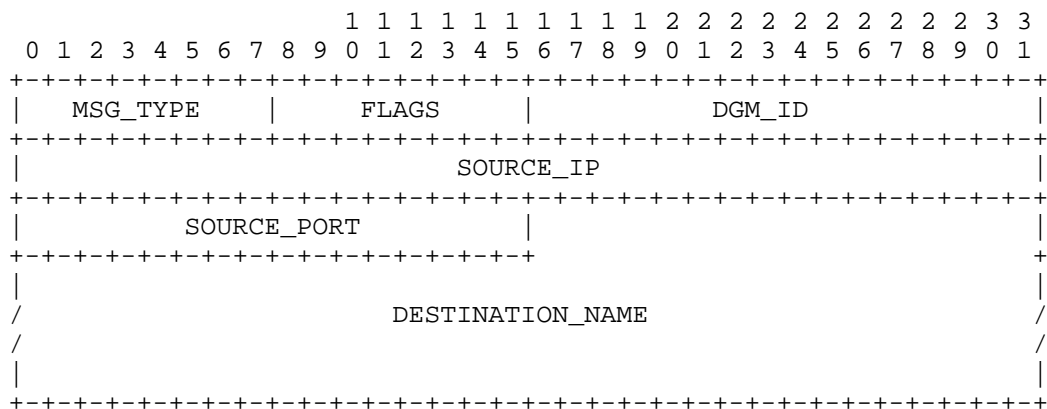 1 1 1 1 1 1 1 1 1 1 2 2 2 2 2 2 2 2 2 2 3 3
 0 1 2 3 4 5 6 7 8 9 0 1 2 3 4 5 6 7 8 9 0 1 2 3 4 5 6 7 8 9 0 1
+-+-+-+-+-+-+-+-+-+-+-+-+-+-+-+-+-+-+-+-+-+-+-+-+-+-+-+-+-+-+-+-+
|   MSG_TYPE    |     FLAGS     |           DGM_ID              |
+-+-+-+-+-+-+-+-+-+-+-+-+-+-+-+-+-+-+-+-+-+-+-+-+-+-+-+-+-+-+-+-+
|                           SOURCE_IP                           |
+-+-+-+-+-+-+-+-+-+-+-+-+-+-+-+-+-+-+-+-+-+-+-+-+-+-+-+-+-+-+-+-+
|          SOURCE_PORT          |                               |
+-+-+-+-+-+-+-+-+-+-+-+-+-+-+-+-+                               +
|                                                               |
/                       DESTINATION_NAME                        /
/                                                               /
|                                                               |
+-+-+-+-+-+-+-+-+-+-+-+-+-+-+-+-+-+-+-+-+-+-+-+-+-+-+-+-+-+-+-+-+